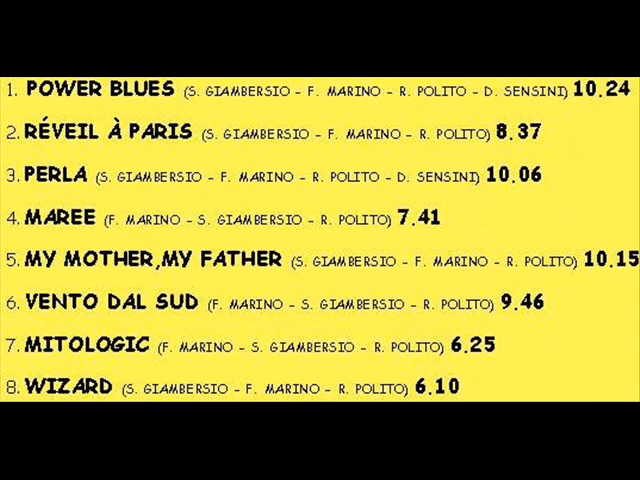 1. POWER BLUES (S. GIAMBERSIO - F. MARINO - R. POLITO - D. SENSINI) 10.24
2. RÉVEIL À PARIS (S. GIAMBERSIO - F. MARINO - R. POLITO) 8.37
3. PERLA (S. GIAMBERSIO - F. MARINO - R. POLITO - D. SENSINI) 10.06
4. MAREE (F. MARINO - S. GIAMBERSIO - R. POLITO) 7.41
5. MY MOTHER,MY FATHER (S. GIAMBERSIO - F. MARINO - R. POLITO) 10.15
6. VENTO DAL SUD (F. MARINO - S. GIAMBERSIO - R. POLITO) 9.46
7. MITOLOGIC (F. MARINO - S. GIAMBERSIO - R. POLITO) 6.25
8. WIZARD (S. GIAMBERSIO - F. MARINO - R. POLITO) 6.10